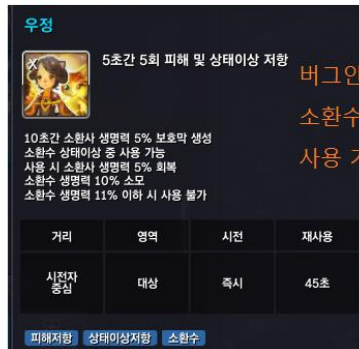 우정
5초간 5회 피해 및 상태이상 저항
버그인
소환수
사용
10초간 소환사 생명력 5% 보호막 생성
소환수 상태이상 중 사용 가능
사용 시 소환사 생명력 5% 회복
소환수 생명력 10% 소모
소환수 생명력 11% 이하 시 사용 불가
거리 영역 시전 재사용
시전자 중심 대상 즉시 45초
피해저항 상태이상저항 소환수